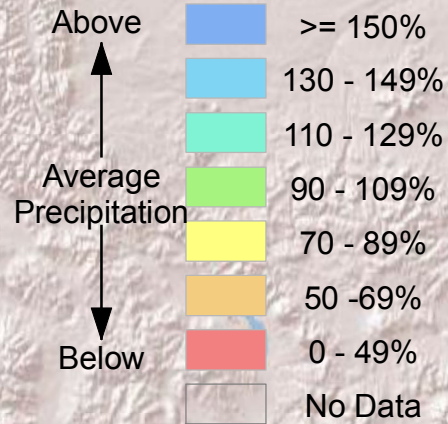 Above
>= 150%
130 - 149%
110 - 129%
Average
Precipitation
90 - 109%
70 - 89%
50 -69%
Below
0 - 49%
No Data